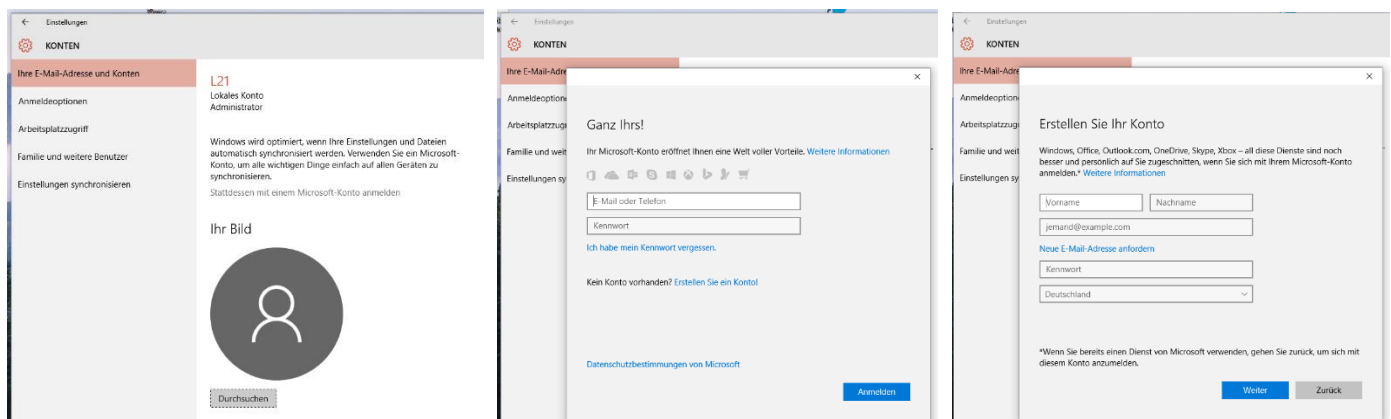 Einstellungen
KONTEN
Ihre E-Mail-Adresse und Konten
Anmeldeoptionen
Arbeitsplatzzugriff
Familie und weitere Benutzer
Einstellungen synchronisieren
L21
Lokales Konto
Administrator
Windows wird optimiert, wenn Ihre Einstellungen und Dateien
automatisch synchronisiert werden. Verwenden Sie ein Microsoft-
Konto, um alle wichtigen Dinge einfach auf allen Geräten zu
synchronisieren.
Stattdessen mit einem Microsoft-Konto anmelden
Ihr Bild
Durchsuchen
Einstellungen
KONTEN
Ihre E-Mail-Adre
Anmeldeoption
Arbeitsplatzzug
Familie und weit
Einstellungen sy
Ganz Ihrs!
Ihr Microsoft-Konto eröffnet Ihnen eine Welt voller Vorteile. Weitere Informationen
E-Mail oder Telefon
Kennwort
Ich habe mein Kennwort vergessen.
Kein Konto vorhanden? Erstellen Sie ein Konto!
Datenschutzbestimmungen von Microsoft
Anmelden
Einstellungen
KONTEN
Ihre E-Mail-Adre
Anmeldeoption
Arbeitsplatzzug
Familie und weit
Einstellungen sy
Erstellen Sie Ihr Konto
Windows, Office, Outlook.com, OneDrive, Skype, Xbox – all diese Dienste sind noch
besser und persönlich auf Sie zugeschnitten, wenn Sie sich mit Ihrem Microsoft-Konto
anmelden.* Weitere Informationen
Vorname Nachname
jemand@example.com
Neue E-Mail-Adresse anfordern
Kennwort
Deutschland
*Wenn Sie bereits einen Dienst von Microsoft verwenden, gehen Sie zurück, um sich mit
diesem Konto anzumelden.
Weiter Zurück